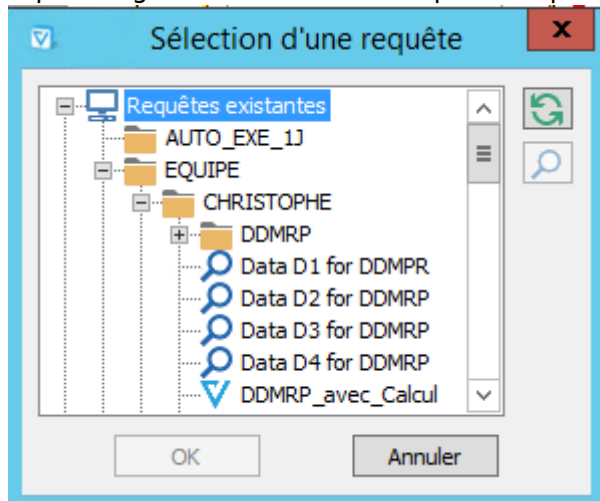 Sélection d'une requête
x
Requêtes existantes
AUTO_EXE_1J
EQUIPE
CHRISTOPHE
DDMRP
Data D1 for DDMPR
Data D2 for DDMRP
Data D3 for DDMRP
Data D4 for DDMRP
DDMRP_avec_Calcul
OK
Annuler